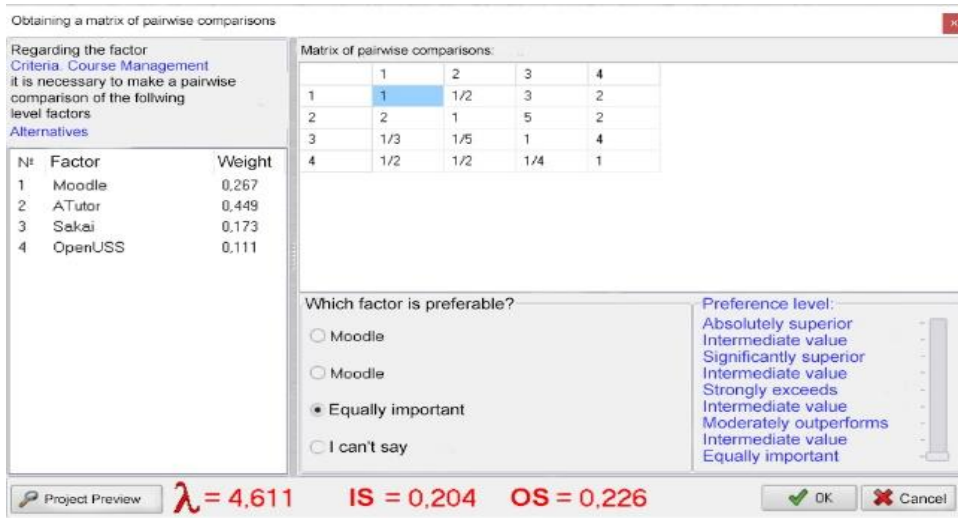 Obtaining a matrix of pairwise comparisons
Regarding the factor
Criteria. Course Management
it is necessary to make a pairwise
comparison of the follwing
level factors
Alternatives
№ Factor Weight
1 Moodle 0,267
2 ATutor 0,449
3 Sakai 0,173
4 OpenUSS 0,111
Matrix of pairwise comparisons:
1 2 3 4
1 1 1/2 3 2
2 2 1 5 2
3 1/3 1/5 1 4
4 1/2 1/2 1/4 1
Which factor is preferable?
Moodle
Moodle
Equally important
I can't say
Preference level:
Absolutely superior
Intermediate value
Significantly superior
Intermediate value
Strongly exceeds
Intermediate value
Moderately outperforms
Intermediate value
Equally important
Project Preview
λ = 4,611 IS = 0,204 OS = 0,226
OK
Cancel